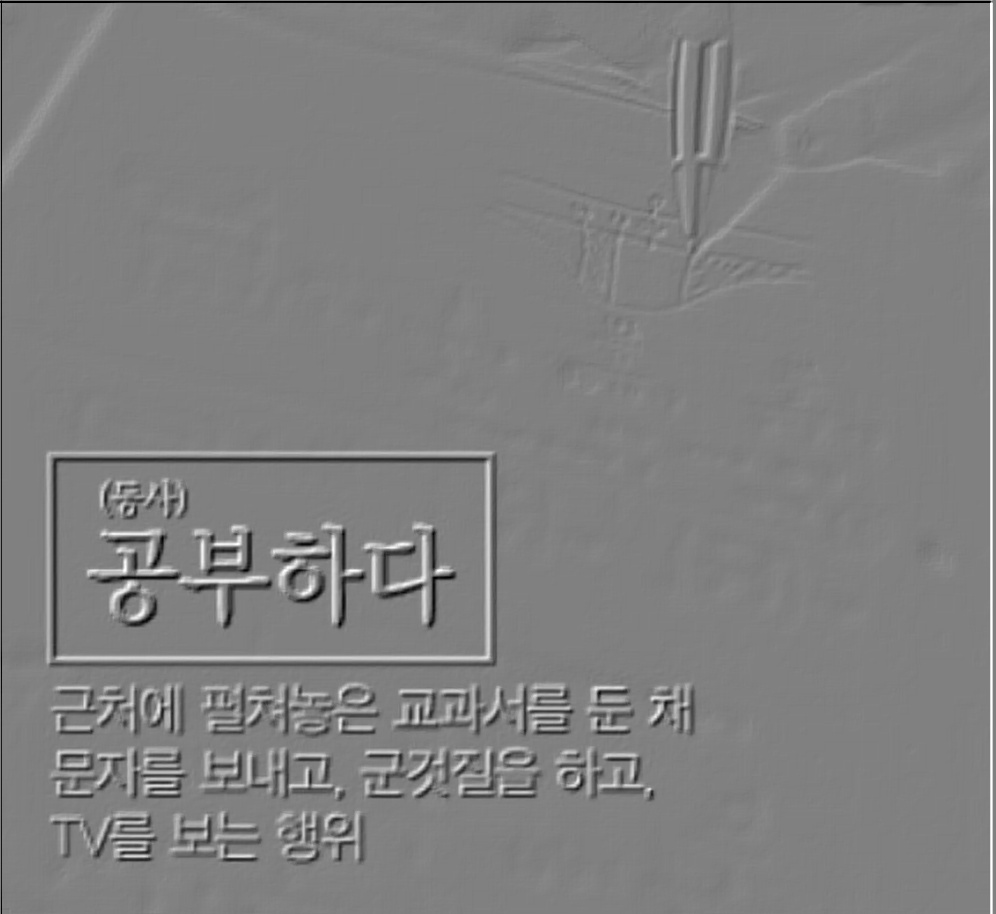 (동사)
공부하다
근처에 펼쳐놓은 교과서를 둔 채
문자를 보내고, 군것질을 하고,
TV를 보는 행위